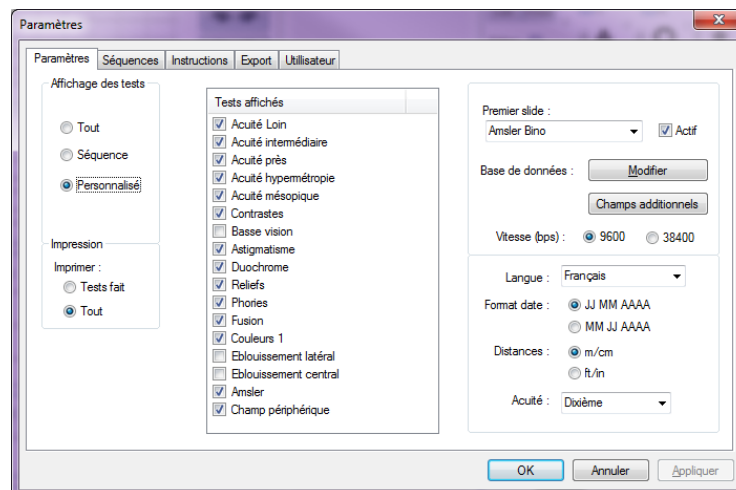 Paramètres
Paramètres Séquences Instructions Export Utilisateur
Affichage des tests
Tout
Séquence
Personnalisé
Impression
Imprimer :
Tests fait
Tout
Tests affichés
Acuité Loin
Acuité intermédiaire
Acuité près
Acuité hypermétropie
Acuité mésopique
Contrastes
Basse vision
Astigmatisme
Duochrome
Reliefs
Phories
Fusion
Couleurs 1
Eblouissement latéral
Eblouissement central
Amsler
Champ périphérique
Premier slide :
Amsler Bino Actif
Base de données : Modifier
Champs additionnels
Vitesse (bps) : 9600 38400
Langue : Français
Format date : JJ MM AAAA
MM JJ AAAA
Distances : m/cm
ft/in
Acuité : Dixième
OK Annuler Appliquer